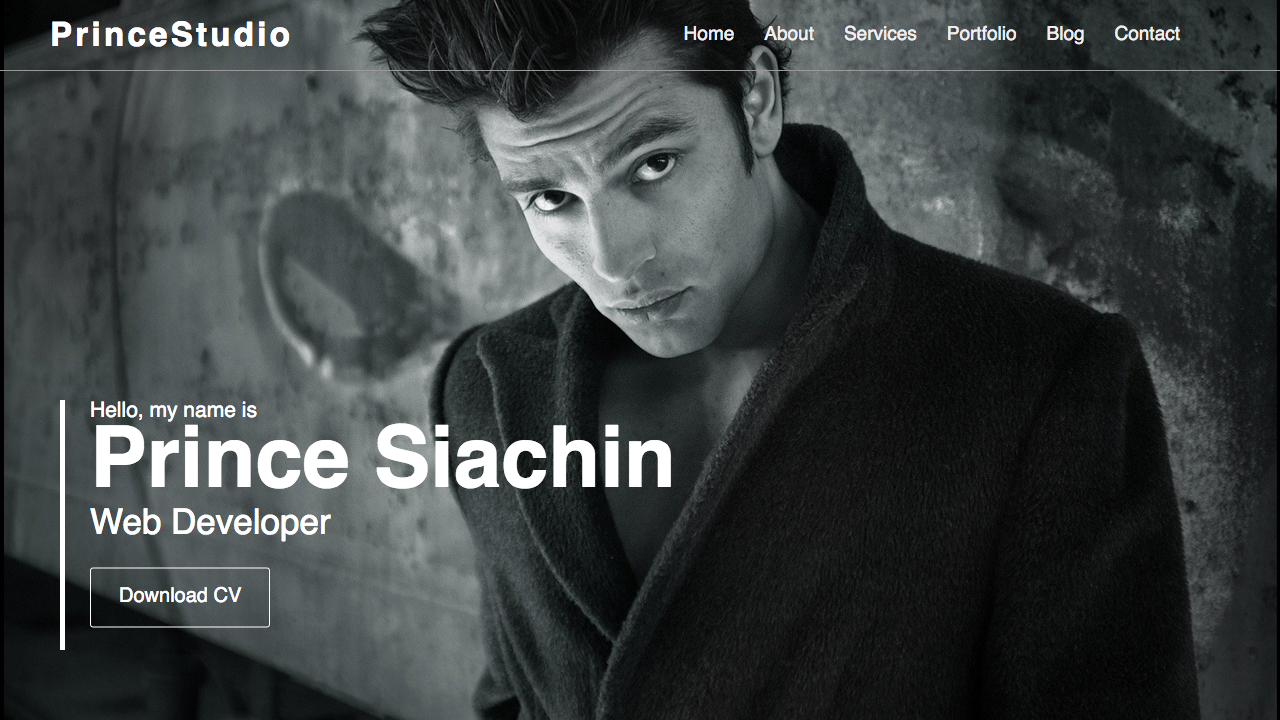 PrinceStudio
Home About Services Portfolio Blog Contact
Hello, my name is
Prince Siachin
Web Developer
Download CV